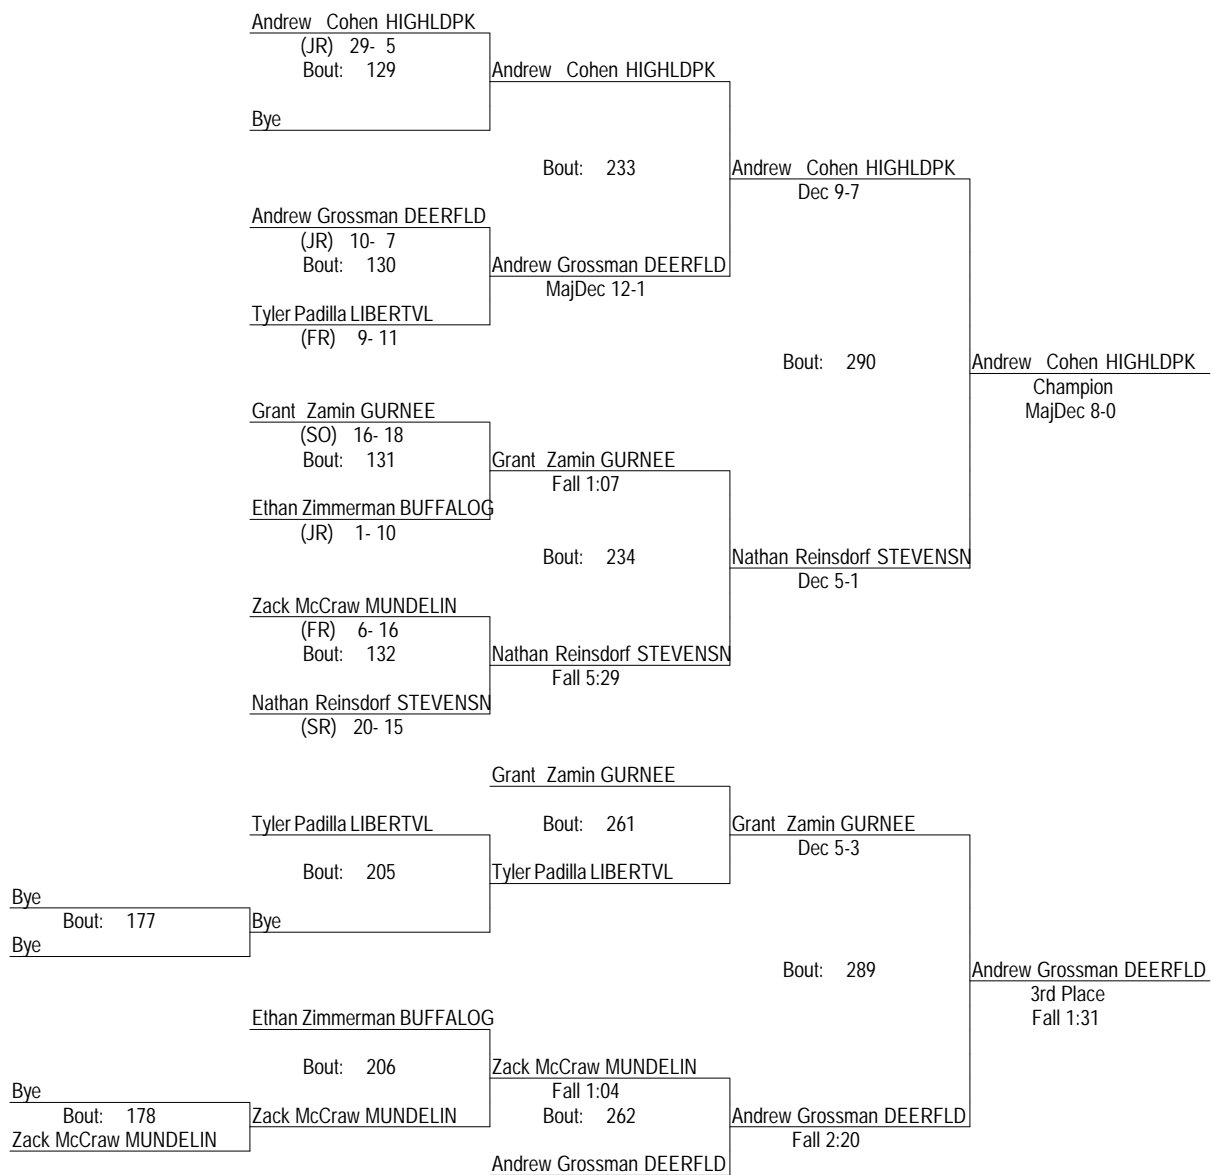 Andrew Cohen HIGHLDPK
(JR) 29- 5
Bout: 129
Andrew Cohen HIGHLDPK
Bye
Bout: 233
Andrew Cohen HIGHLDPK
Dec 9-7
Andrew Grossman DEERFLD
(JR) 10- 7
Bout: 130
Andrew Grossman DEERFLD
MajDec 12-1
Tyler Padilla LIBERTVL
(FR) 9- 11
Bout: 290
Andrew Cohen HIGHLDPK
Champion
MajDec 8-0
Grant Zamin GURNEE
(SO) 16- 18
Bout: 131
Grant Zamin GURNEE
Fall 1:07
Ethan Zimmerman BUFFALOG
(JR) 1- 10
Bout: 234
Nathan Reinsdorf STEVENSN
Dec 5-1
Zack McCraw MUNDELIN
(FR) 6- 16
Bout: 132
Nathan Reinsdorf STEVENSN
Fall 5:29
Nathan Reinsdorf STEVENSN
(SR) 20- 15
Grant Zamin GURNEE
Tyler Padilla LIBERTVL
Bout: 261
Grant Zamin GURNEE
Dec 5-3
Bout: 205
Tyler Padilla LIBERTVL
Bye
Bout: 177
Bye
Bye
Bout: 289
Andrew Grossman DEERFLD
3rd Place
Fall 1:31
Ethan Zimmerman BUFFALOG
Bout: 206
Zack McCraw MUNDELIN
Fall 1:04
Bye
Bout: 178
Zack McCraw MUNDELIN
Bout: 262
Andrew Grossman DEERFLD
Fall 2:20
Zack McCraw MUNDELIN
Andrew Grossman DEERFLD